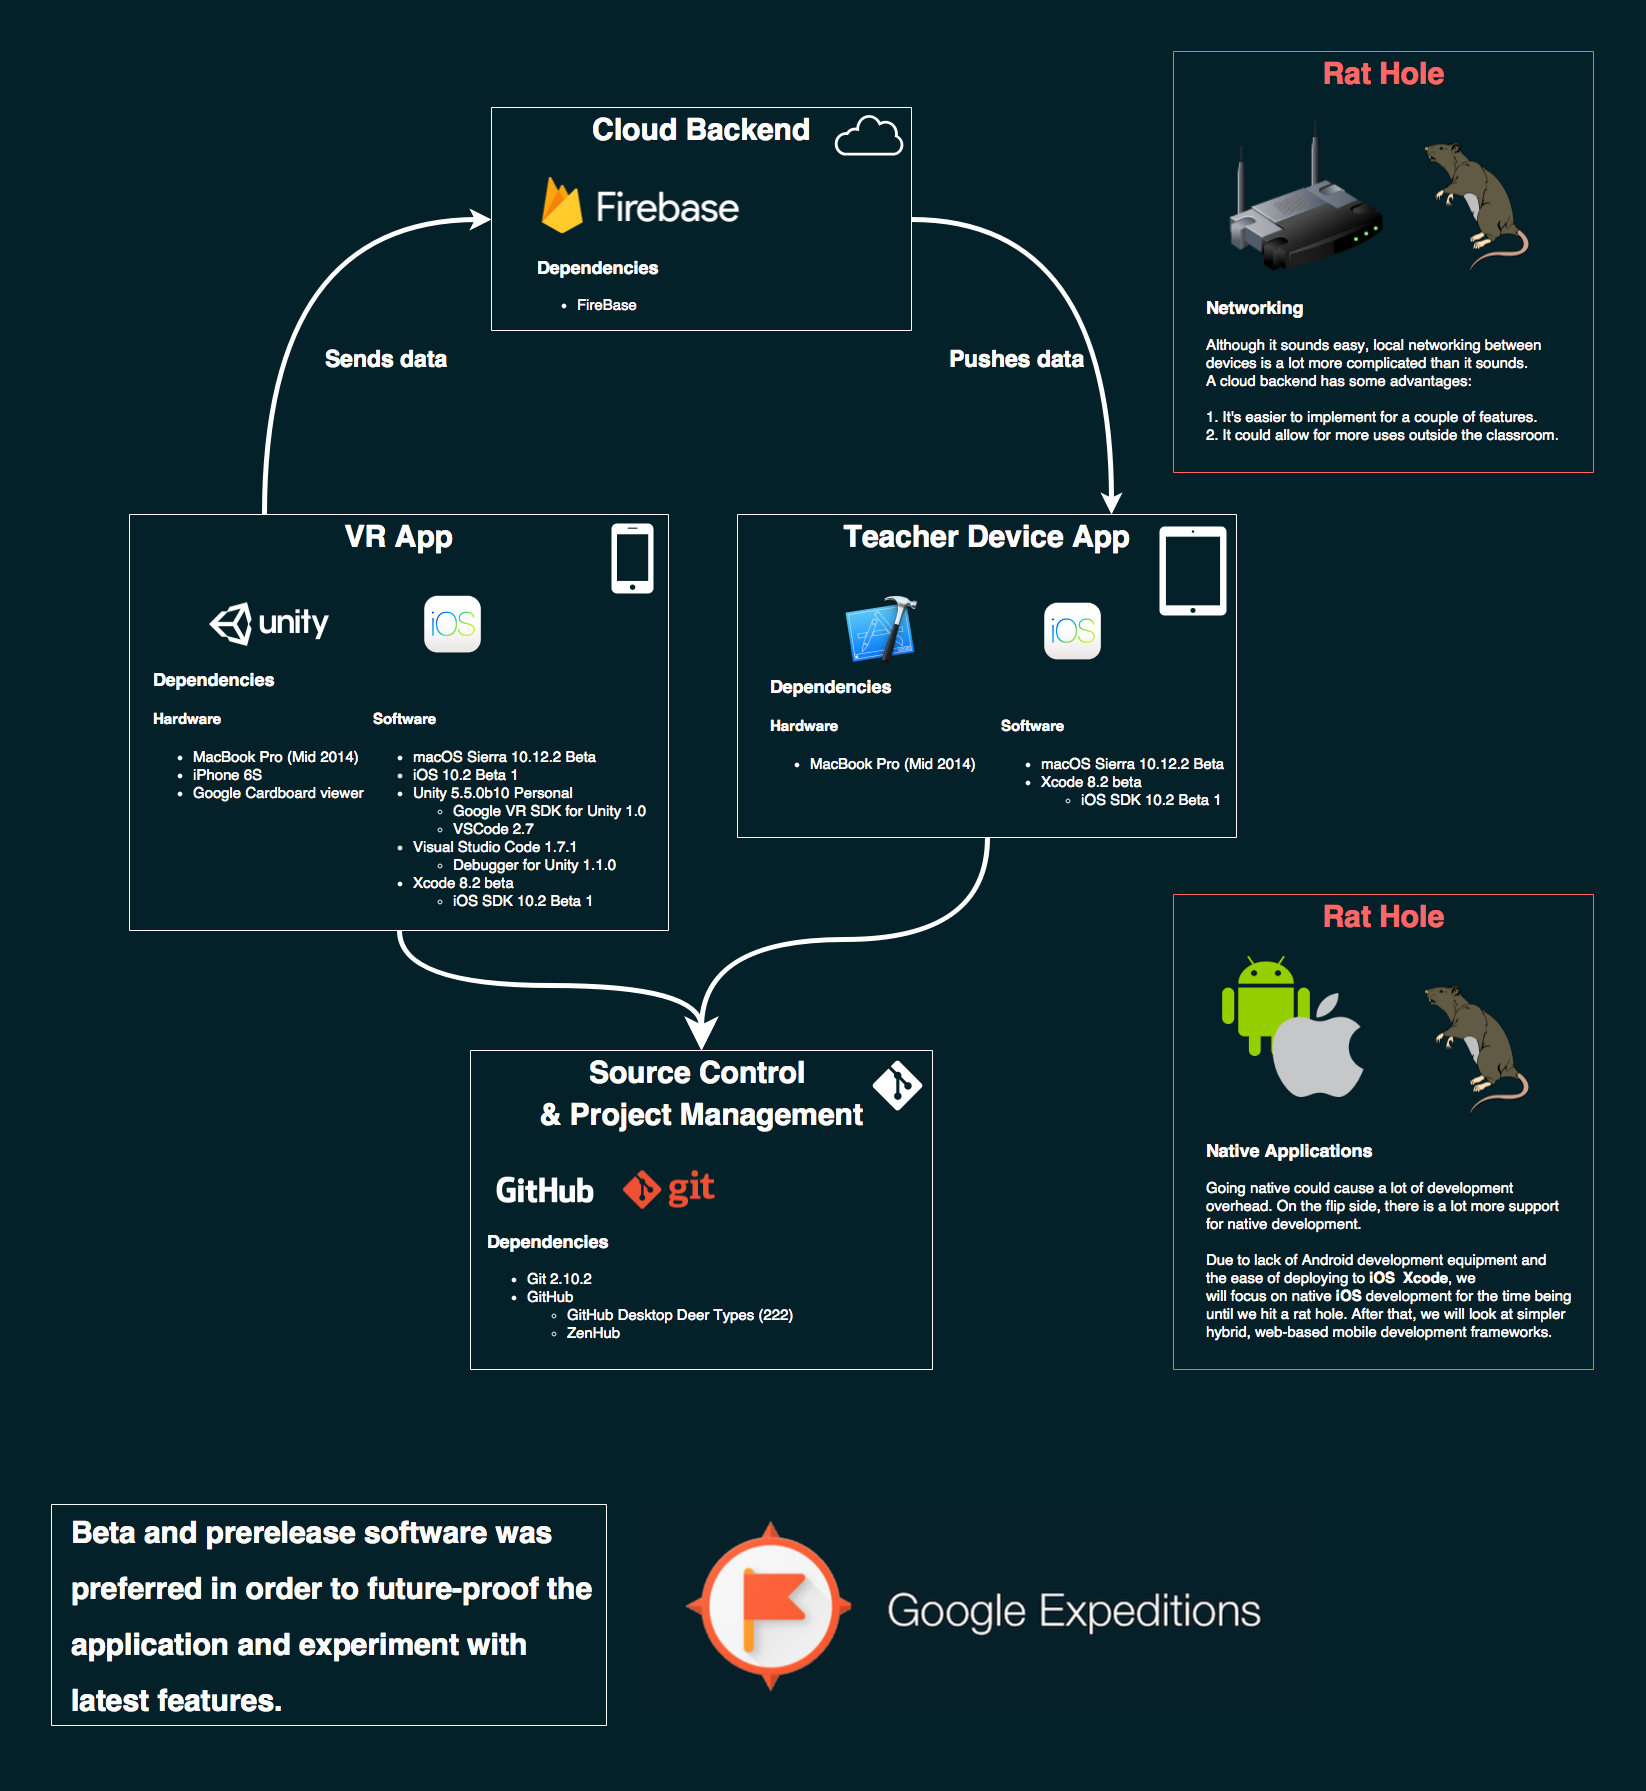 Rat Hole
Cloud Backend
Firebase
Dependencies
FireBase
Networking
Although it sounds easy, local networking between
devices is a lot more complicated than it sounds.
A cloud backend has some advantages:
1. It's easier to implement for a couple of features.
2. It could allow for more uses outside the classroom.
Sends data
Pushes data
VR App
unity
iOS
Dependencies
Hardware
MacBook Pro (Mid 2014)
iPhone 6S
Google Cardboard viewer
Software
macOS Sierra 10.12.2 Beta
iOS 10.2 Beta 1
Unity 5.5.0b10 Personal
Google VR SDK for Unity 1.0
VSCode 2.7
Visual Studio Code 1.7.1
Debugger for Unity 1.1.0
Xcode 8.2 beta
iOS SDK 10.2 Beta 1
Teacher Device App
iOS
Dependencies
Hardware
MacBook Pro (Mid 2014)
Software
macOS Sierra 10.12.2 Beta
Xcode 8.2 beta
iOS SDK 10.2 Beta 1
Rat Hole
Native Applications
Going native could cause a lot of development
overhead. On the flip side, there is a lot more support
for native development.
Due to lack of Android development equipment and
the ease of deploying to iOS Xcode, we
will focus on native iOS development for the time being
until we hit a rat hole. After that, we will look at simpler
hybrid, web-based mobile development frameworks.
Source Control
& Project Management
GitHub
git
Dependencies
Git 2.10.2
GitHub
GitHub Desktop Deer Types (222)
ZenHub
Beta and prerelease software was
preferred in order to future-proof the
application and experiment with
latest features.
Google Expeditions